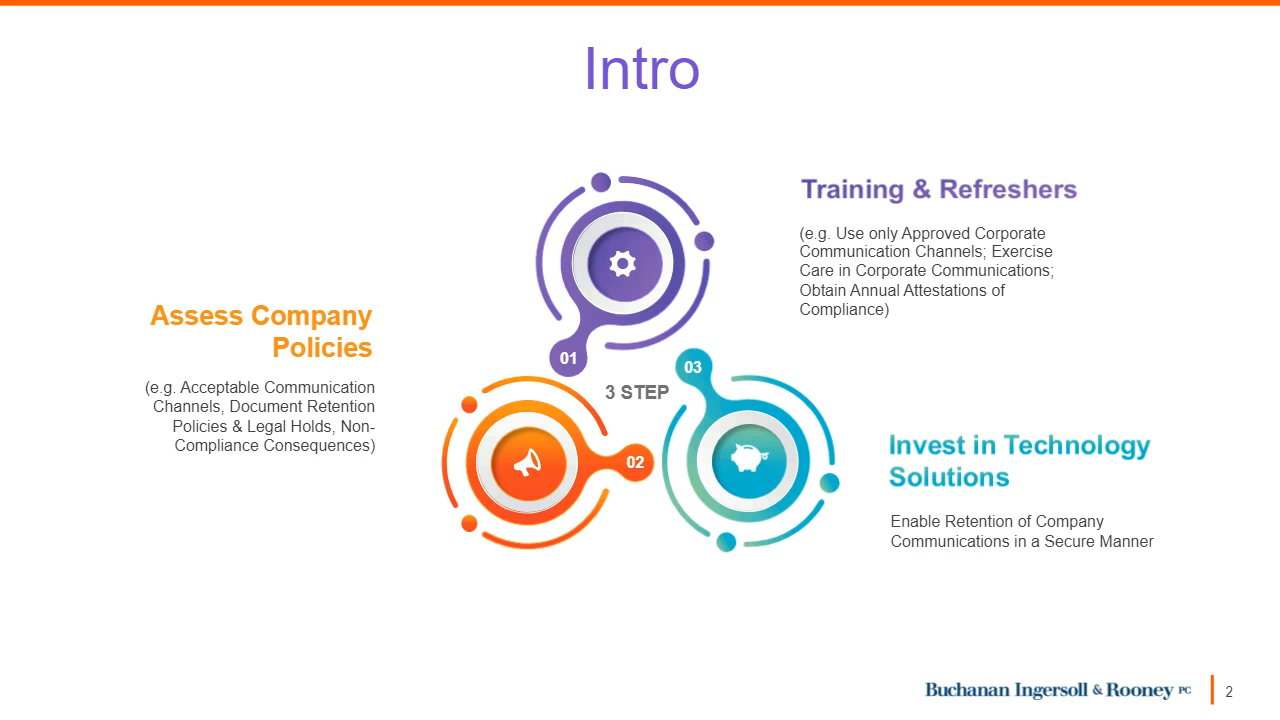 Intro
Training & Refreshers
(e.g. Use only Approved Corporate
Communication Channels; Exercise
Care in Corporate Communications;
Obtain Annual Attestations of
Compliance)
01
Assess Company
Policies
(e.g. Acceptable Communication
Channels, Document Retention
Policies & Legal Holds, Non-
Compliance Consequences)
02
3 STEP
03
Invest in Technology
Solutions
Enable Retention of Company
Communications in a Secure Manner
Buchanan Ingersoll & Rooney PC
2